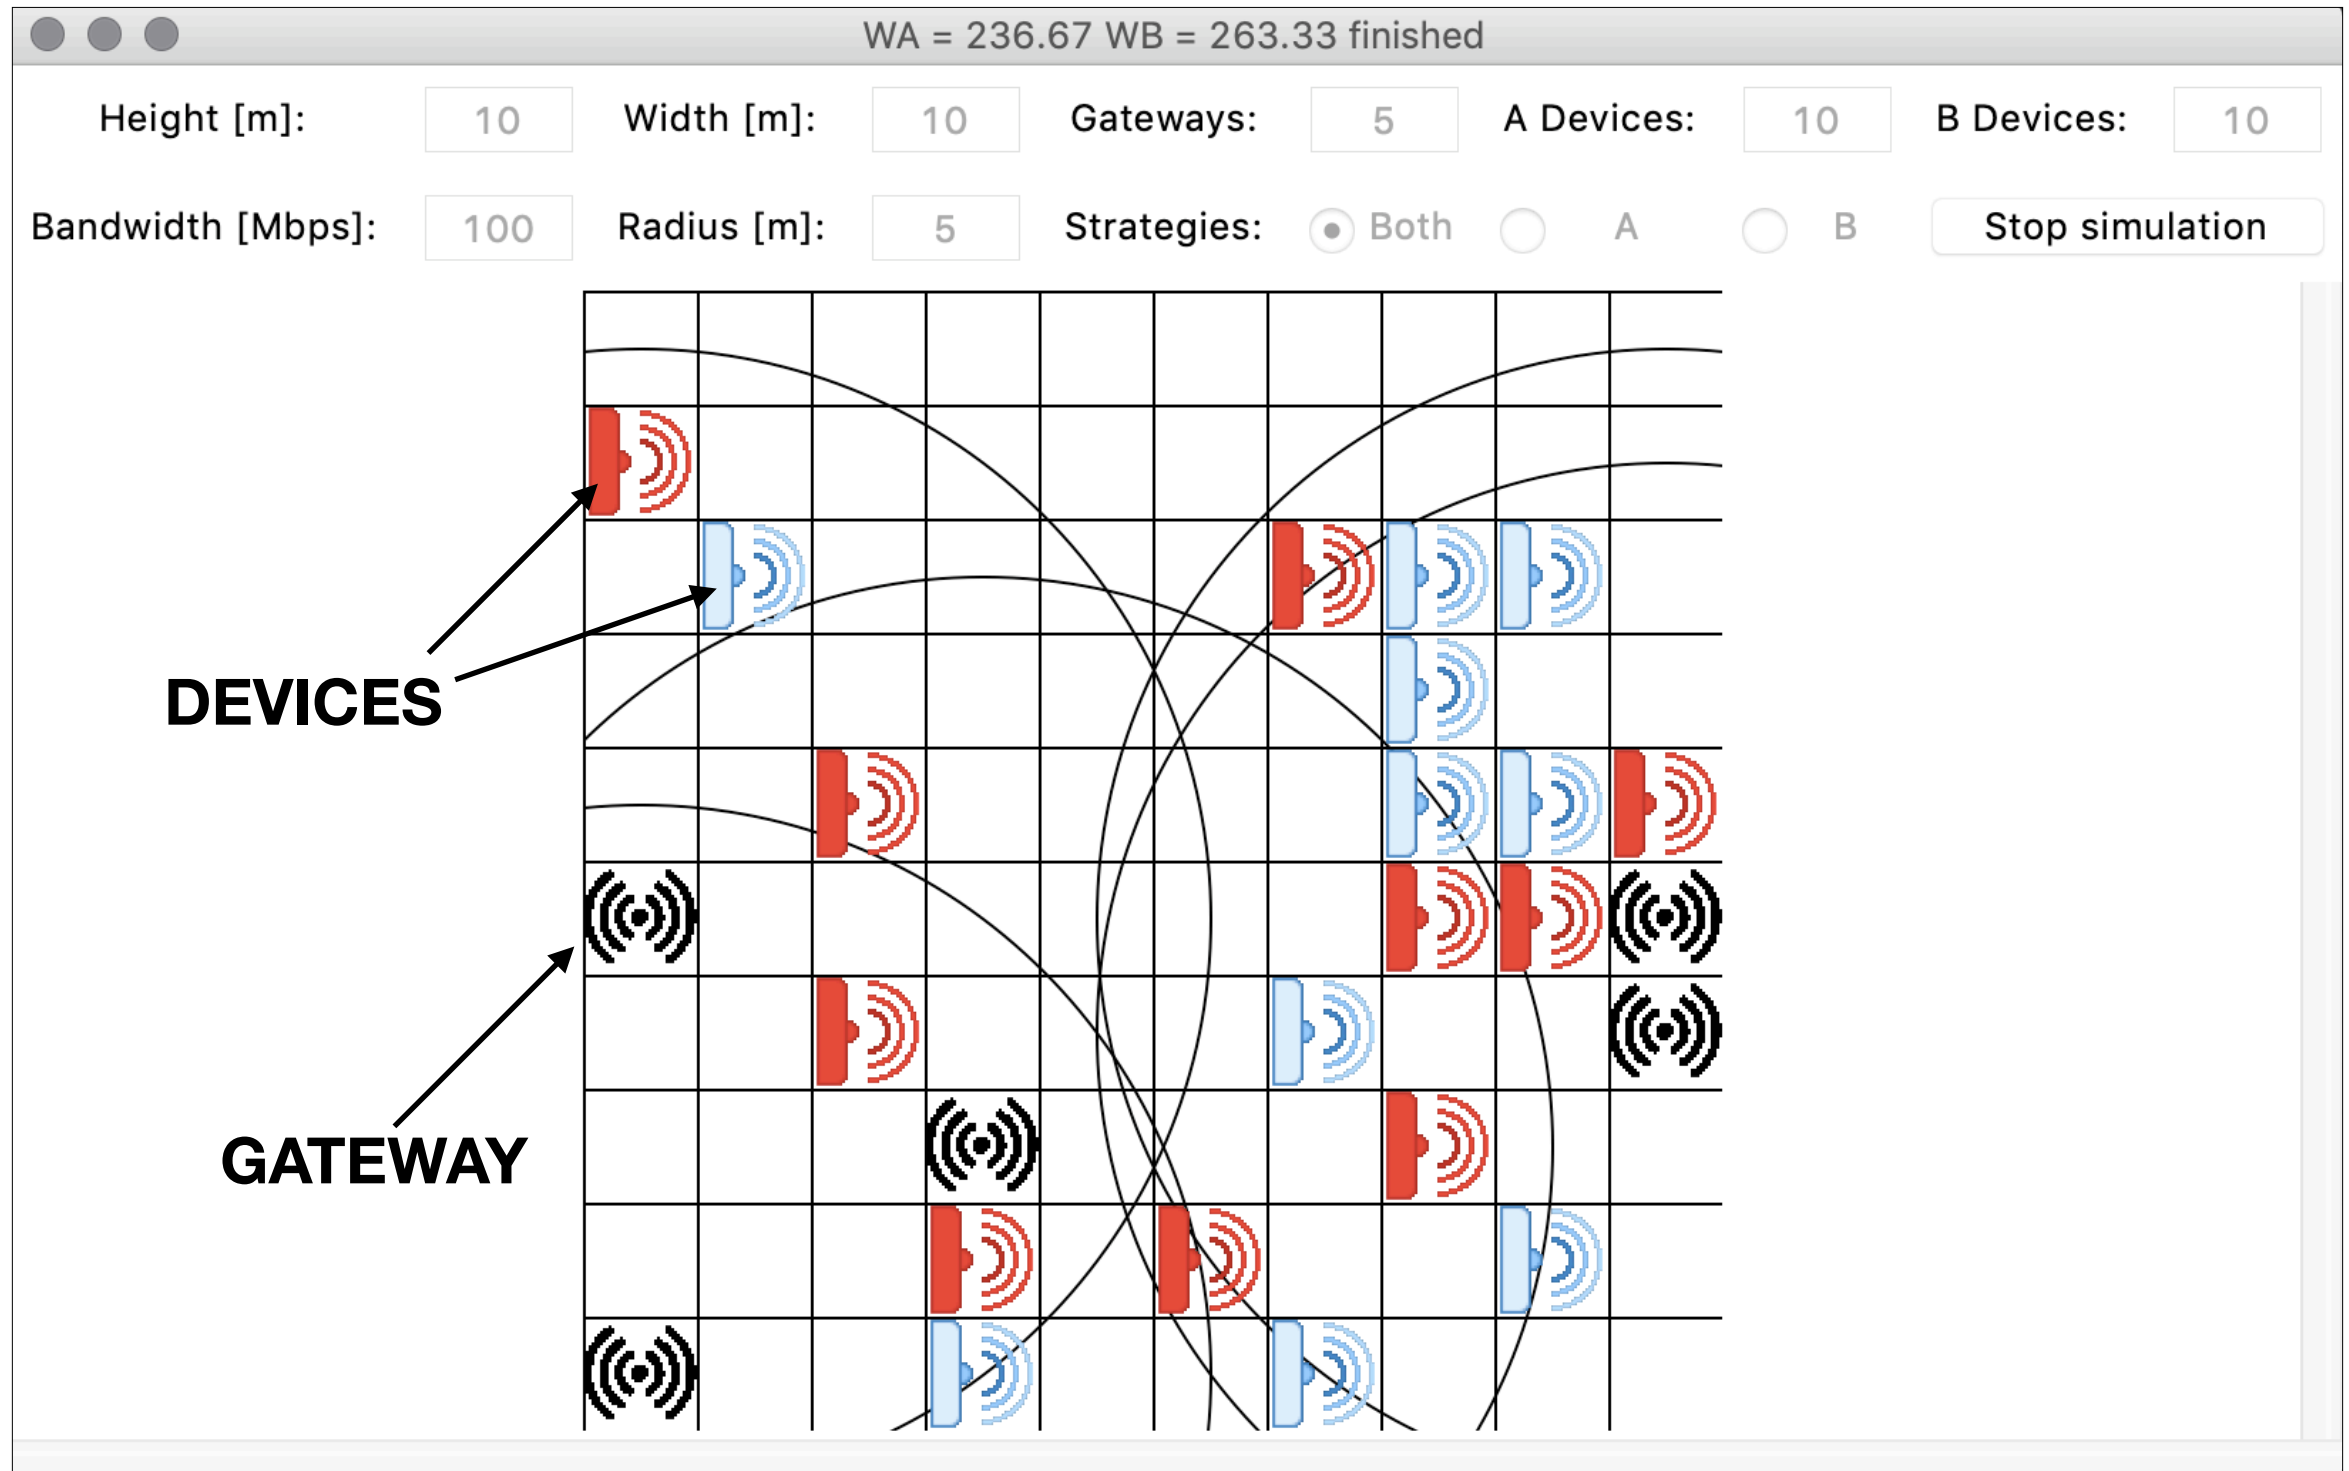 WA = 236.67 WB = 263.33 finished
Height [m]: 10 Width [m]: 10 Gateways: 5 A Devices: 10 B Devices: 10
Bandwidth [Mbps]: 100 Radius [m]: 5 Strategies: Both A B Stop simulation
DEVICES
GATEWAY